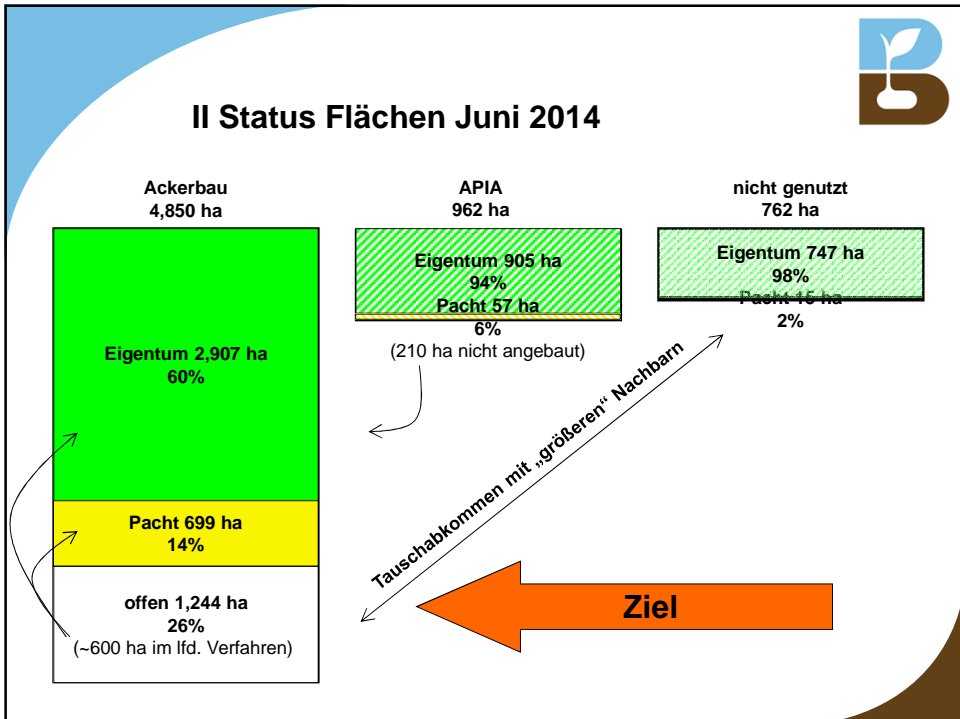 II Status Flächen Juni 2014
Ackerbau
4,850 ha
Eigentum 2,907 ha
60%
Pacht 699 ha
14%
offen 1,244 ha
26%
(~600 ha im lfd. Verfahren)
APIA
962 ha
Eigentum 905 ha
94%
Pacht 57 ha
6%
(210 ha nicht angebaut)
nicht genutzt
762 ha
Eigentum 747 ha
98%
Pacht 15 ha
2%
Tauschabkommen mit „größeren“ Nachbarn
Ziel